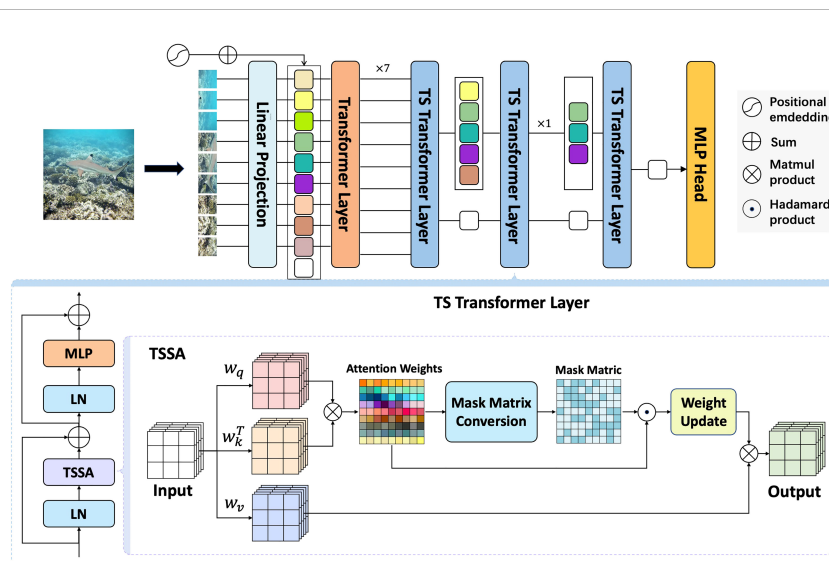 ×7
×1
Linear Projection
Transformer Layer
TS Transformer Layer
TS Transformer Layer
TS Transformer Layer
MLP Head
Positional
emdedding
Sum
Matmul
product
Hadamard
product
TS Transformer Layer
MLP
LN
TSSA
LN
TSSA
Input
W_q
W_k^T
W_v
Attention Weights
Mask Matrix
Conversion
Mask Matric
Weight
Update
Output